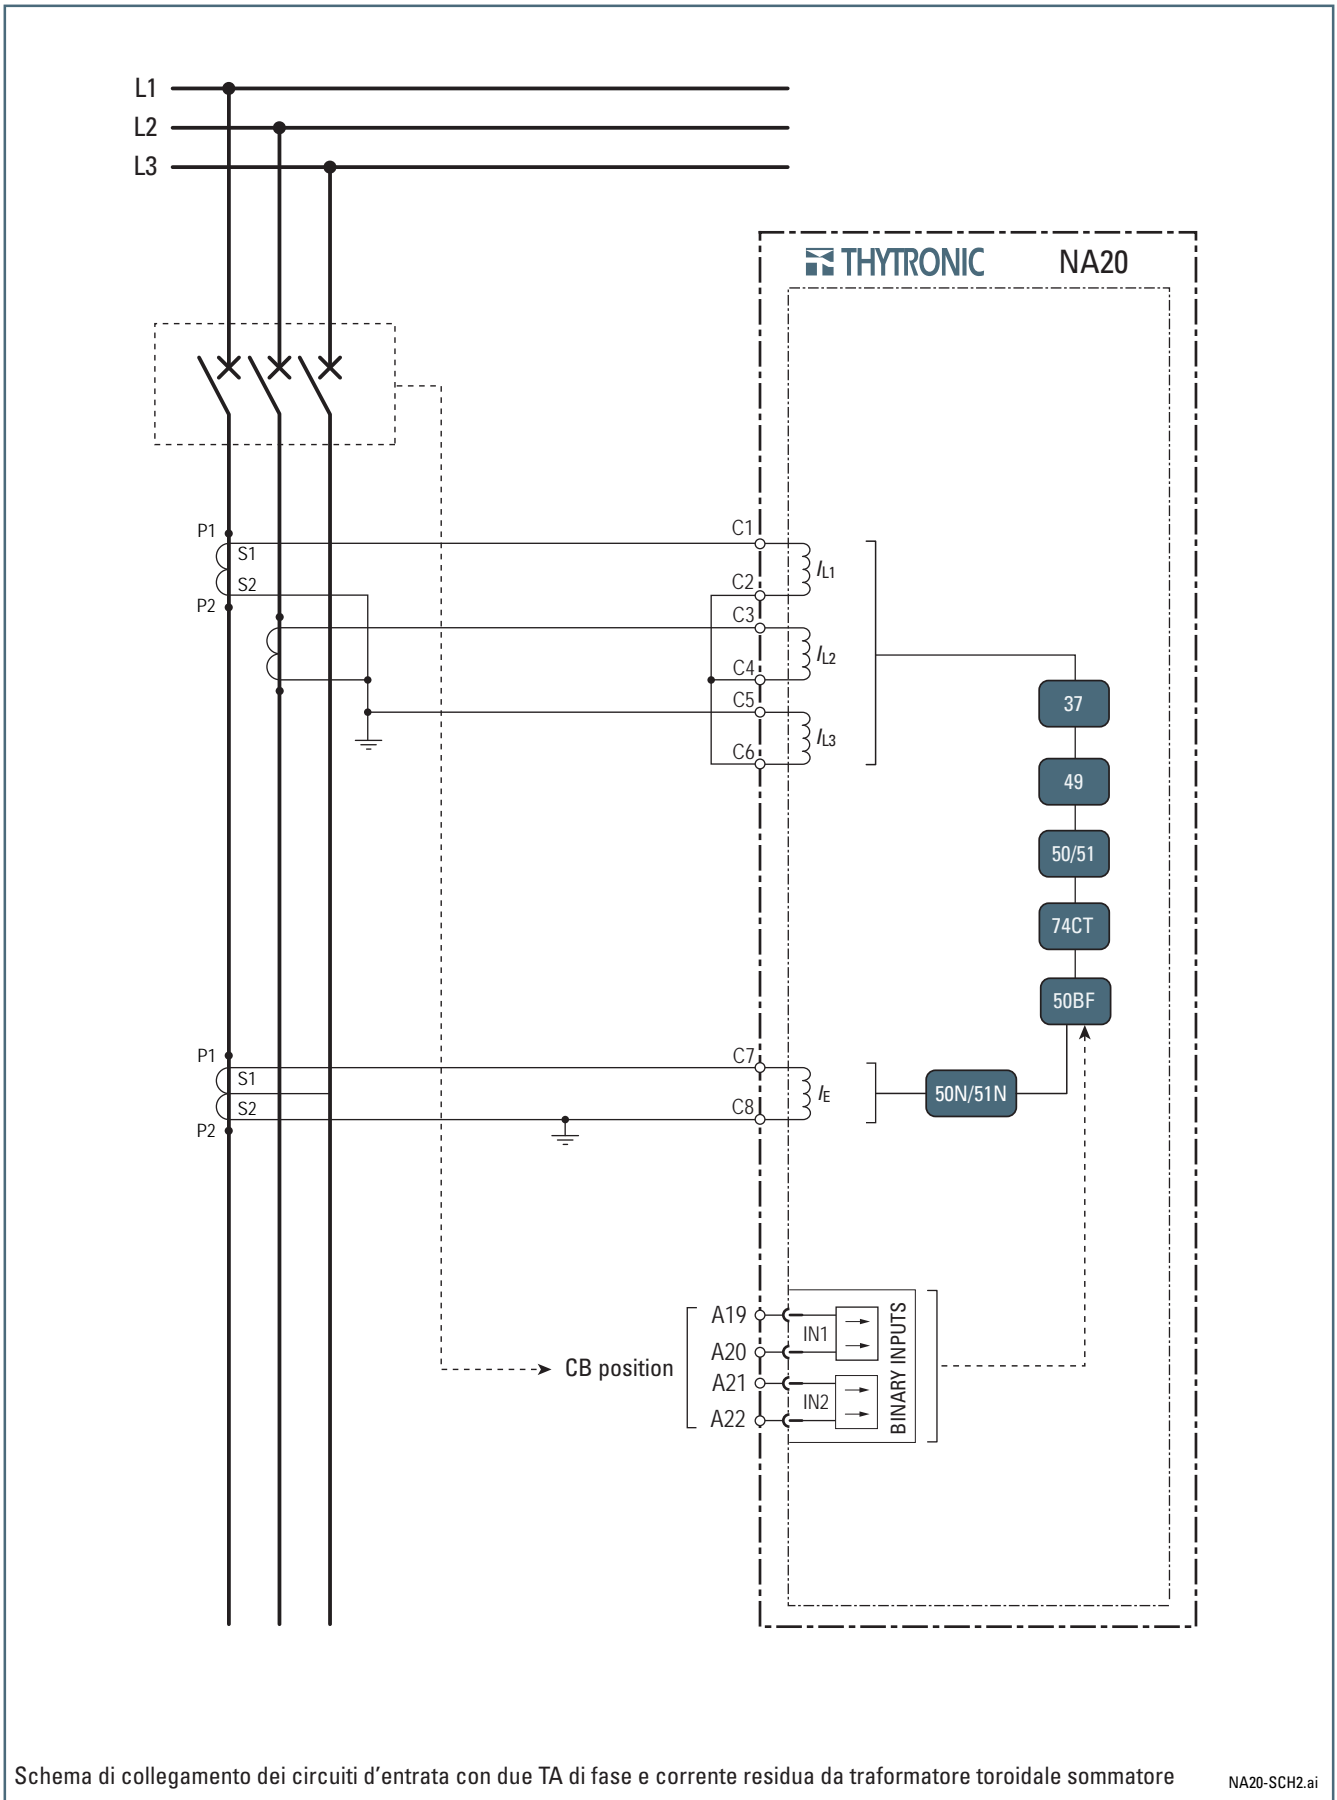 L1
L2
L3
THYTRONIC NA20
P1
S1
S2
P2
C1
C2
C3
C4
C5
C6
IL1
IL2
IL3
37
49
50/51
74CT
50BF
P1
S1
S2
P2
C7
C8
IE
50N/51N
CB position
A19
A20
A21
A22
IN1
IN2
BINARY INPUTS
Schema di collegamento dei circuiti d'entrata con due TA di fase e corrente residua da traformatore toroidale sommatore
NA20-SCH2.ai